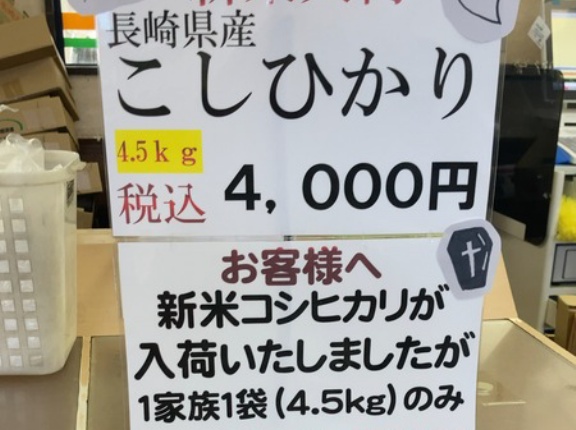 長崎県産
こしひかり
4.5kg
税込 4,000円
お客様へ
新米コシヒカリが
入荷いたしましたが
1家族1袋(4.5kg)のみ